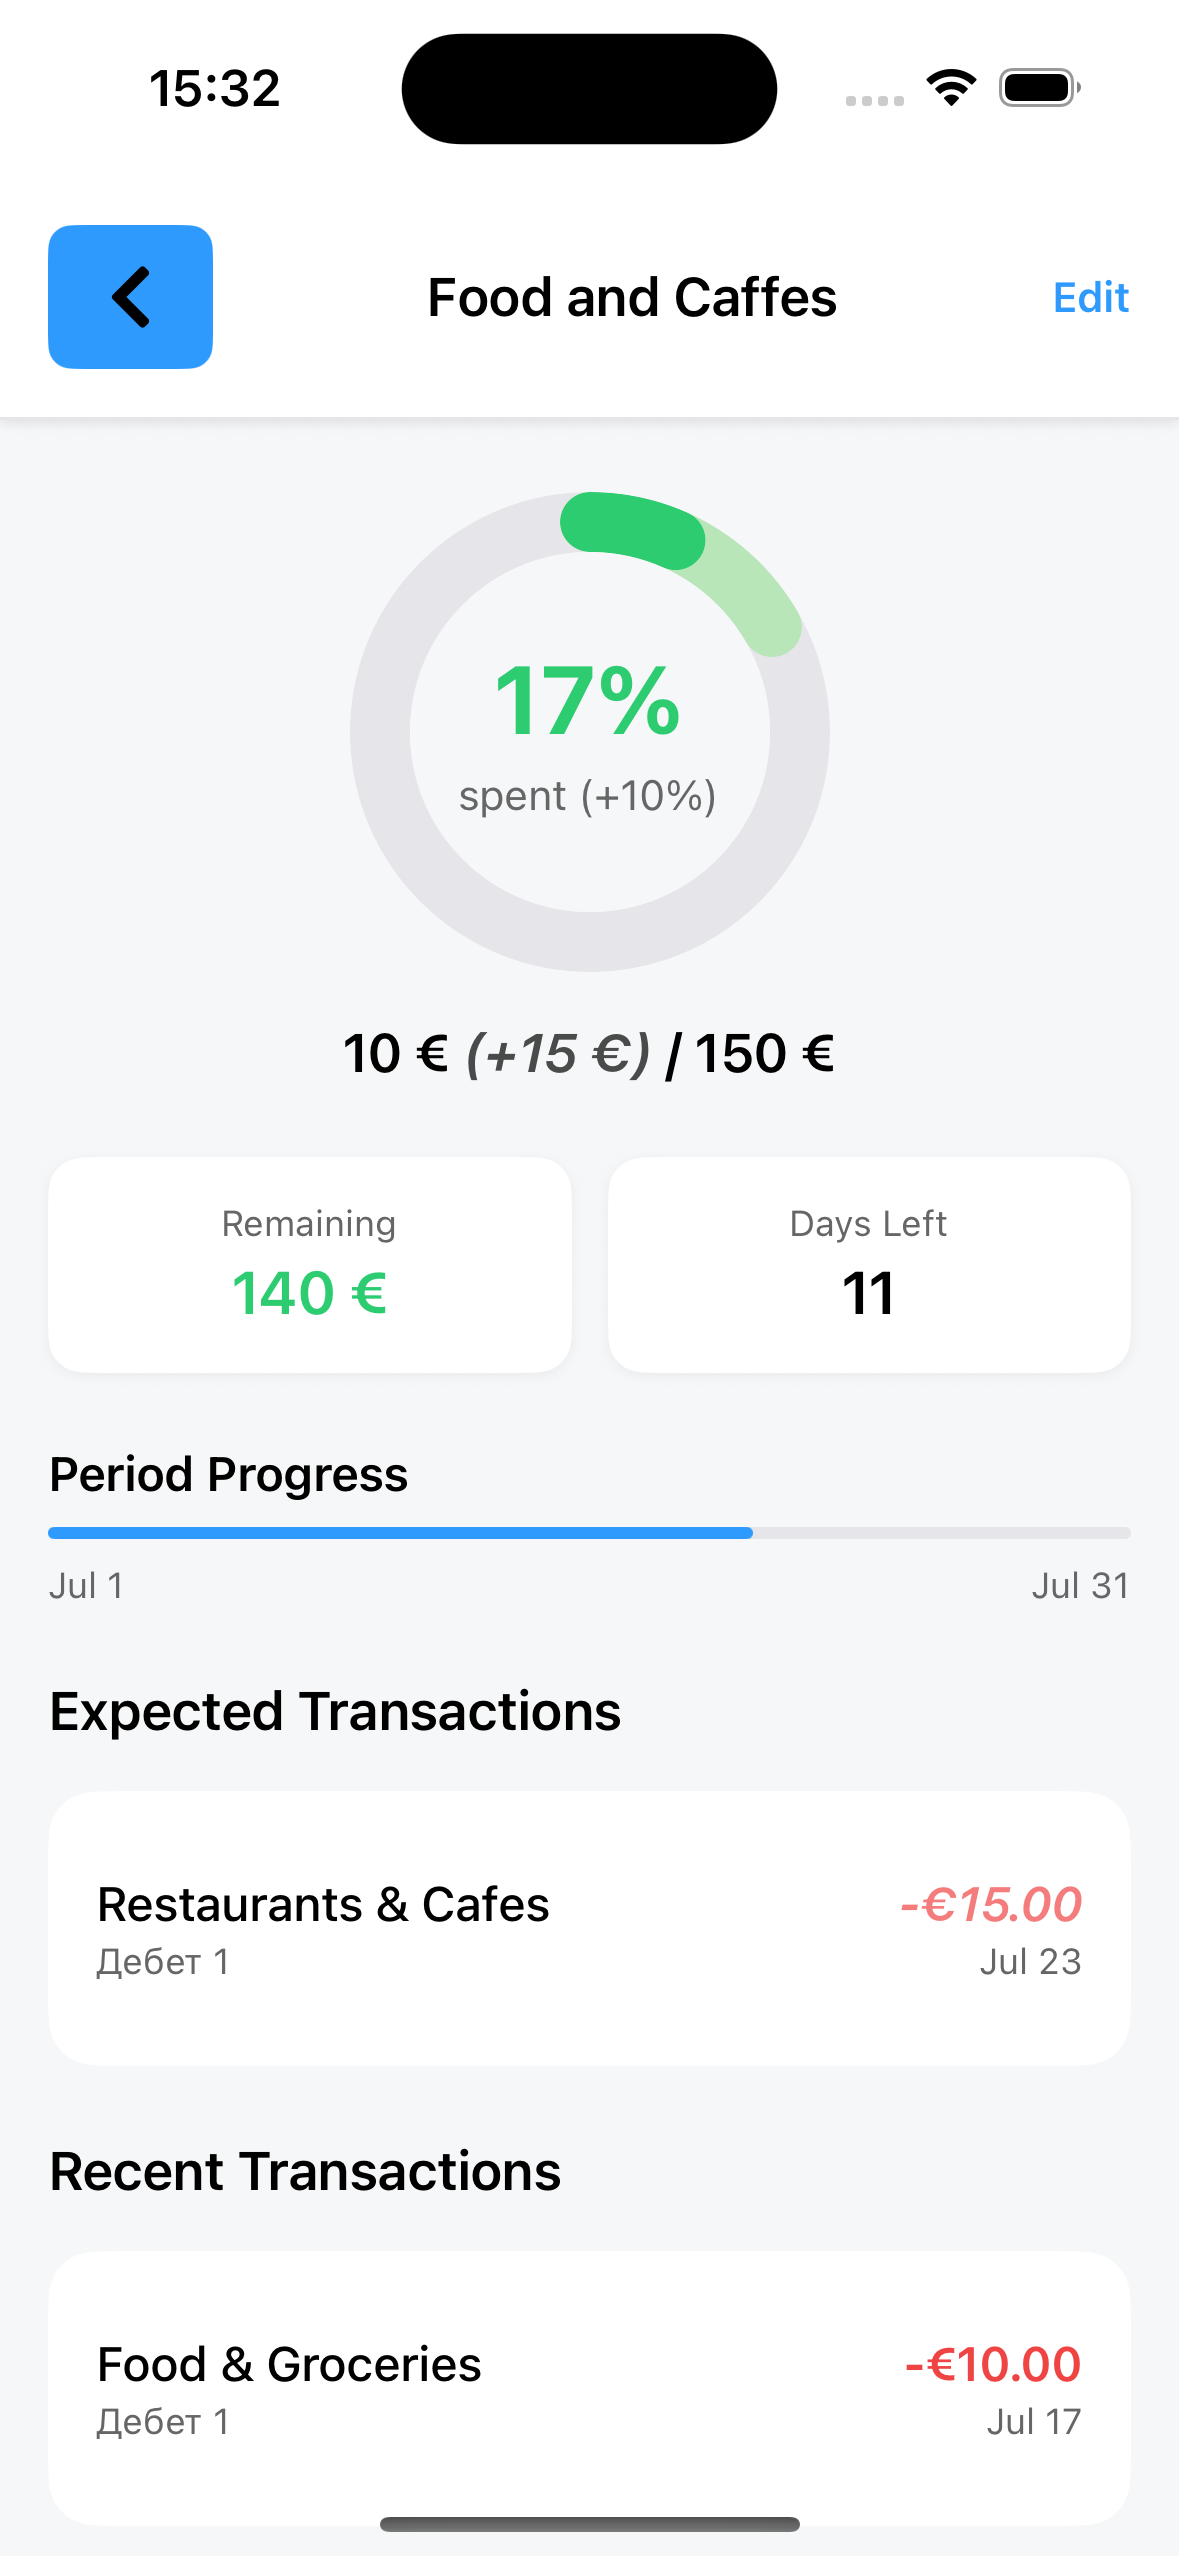 15:32
Food and Caffes
Edit
17%
spent (+10%)
10 € (+15 €) / 150 €
Remaining
140 €
Days Left
11
Period Progress
Jul 1
Jul 31
Expected Transactions
Restaurants & Cafes
-€15.00
Дебет 1
Jul 23
Recent Transactions
Food & Groceries
-€10.00
Дебет 1
Jul 17